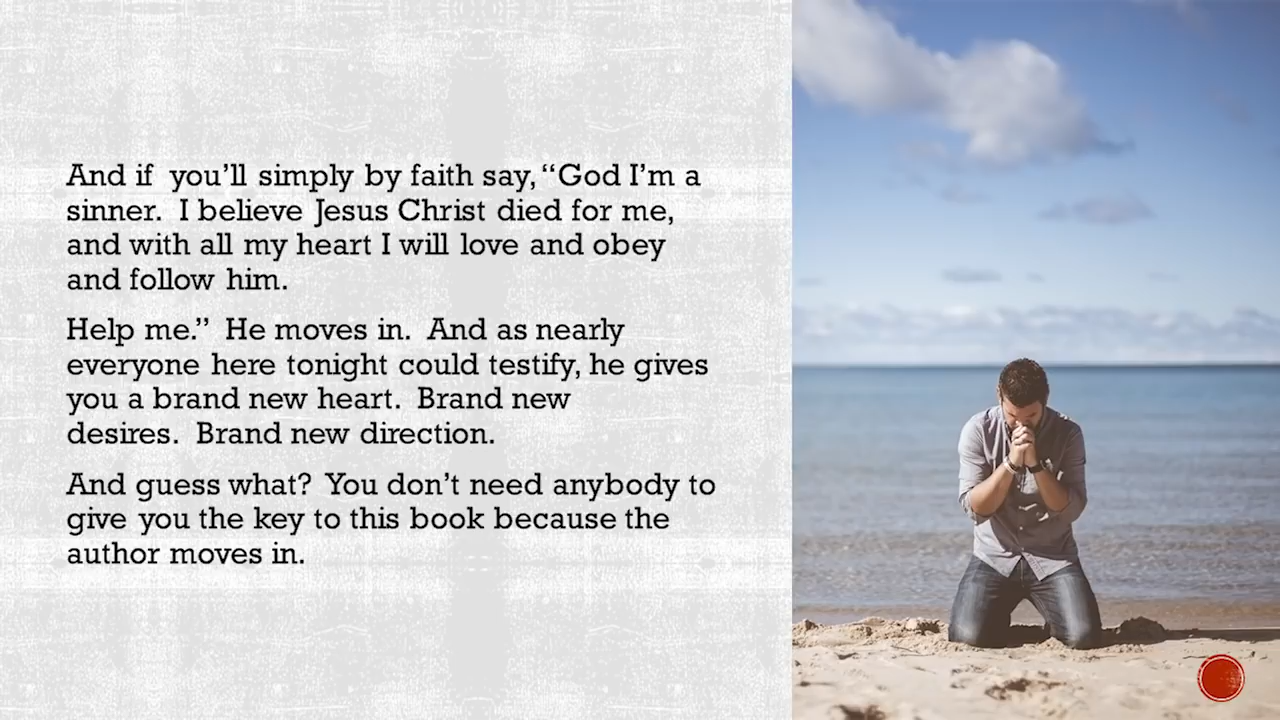 And if you’ll simply by faith say, “God I’m a
sinner. I believe Jesus Christ died for me,
and with all my heart I will love and obey
and follow him.
Help me.” He moves in. And as nearly
everyone here tonight could testify, he gives
you a brand new heart. Brand new
desires. Brand new direction.
And guess what? You don’t need anybody to
give you the key to this book because the
author moves in.